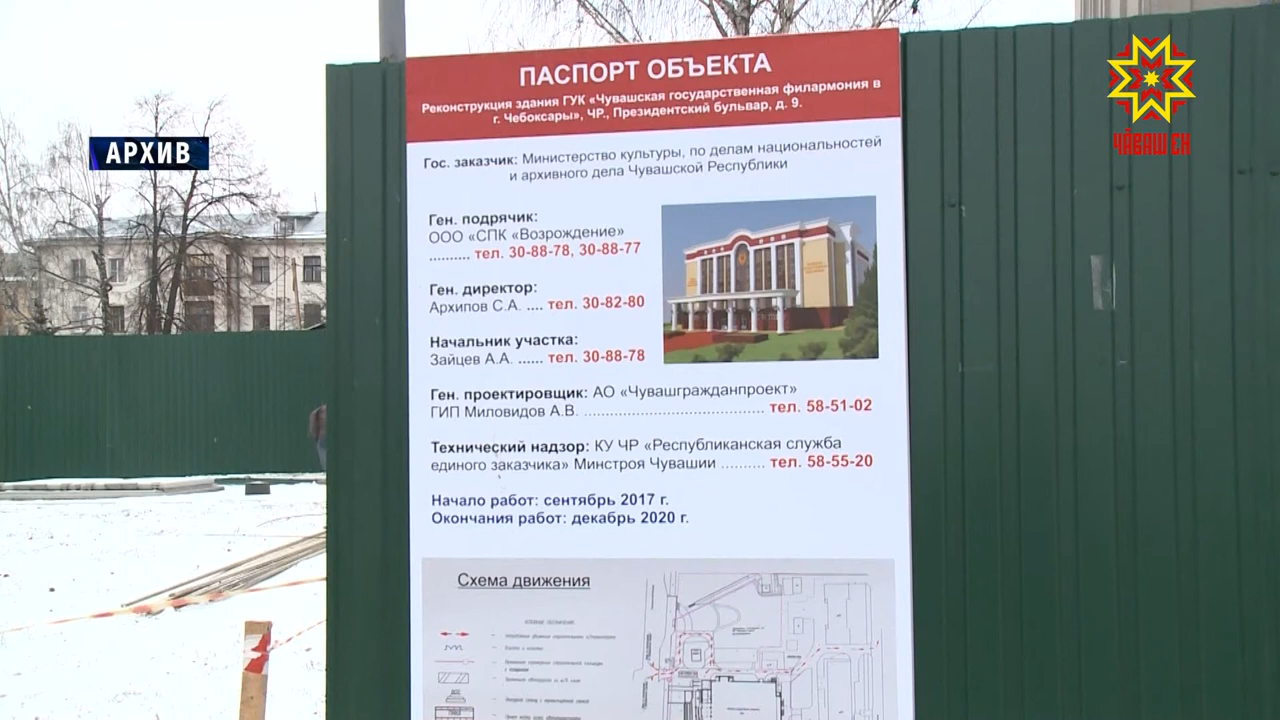 ПАСПОРТ ОБЪЕКТА
Реконструкция здания ГУК «Чувашская государственная филармония в
г. Чебоксары», ЧР., Президентский бульвар, д. 9.
АРХИВ
ЧӐВАШ ЕН
Гос. заказчик: Министерство культуры, по делам национальностей
и архивного дела Чувашской Республики
Ген. подрячик:
ООО «СПК «Возрождение»
.......... тел. 30-88-78, 30-88-77
Ген. директор:
Архипов С.А. .... тел. 30-82-80
Начальник участка:
Зайцев А.А. ...... тел. 30-88-78
Ген. проектировщик: АО «Чувашгражданпроект»
ГИП Миловидов А.В. ........................................... тел. 58-51-02
Технический надзор: КУ ЧР «Республиканская служба
единого заказчика» Минстроя Чувашии .......... тел. 58-55-20
Начало работ: сентябрь 2017 г.
Окончания работ: декабрь 2020 г.
Схема движения